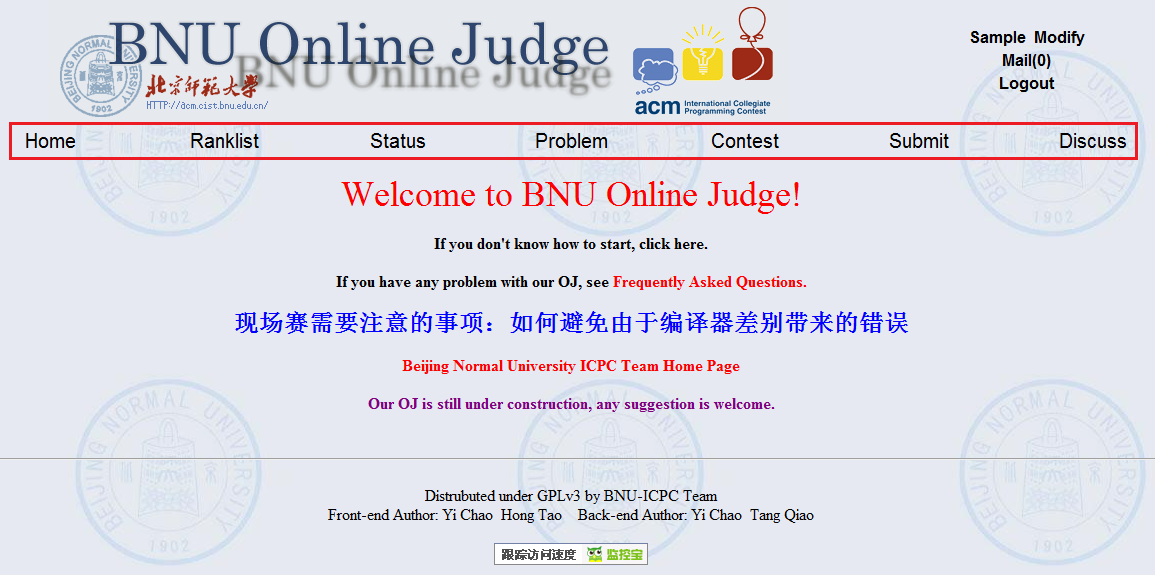 BNU Online Judge
BEIJING NORMAL UNIVERSITY
1902
北京师范大学
HTTP://acm.cist.bnu.edu.cn/
acm International Collegiate
Programming Contest
Sample Modify
Mail(0)
Logout
Home Ranklist Status Problem Contest Submit Discuss
Welcome to BNU Online Judge!
If you don't know how to start, click here.
If you have any problem with our OJ, see Frequently Asked Questions.
现场赛需要注意的事项：如何避免由于编译器差别带来的错误
Beijing Normal University ICPC Team Home Page
Our OJ is still under construction, any suggestion is welcome.
BEIJING NORMAL UNIVERSITY
1902
Distrubuted under GPLv3 by BNU-ICPC Team
Front-end Author: Yi Chao Hong Tao Back-end Author: Yi Chao Tang Qiao
跟踪访问速度 监控宝